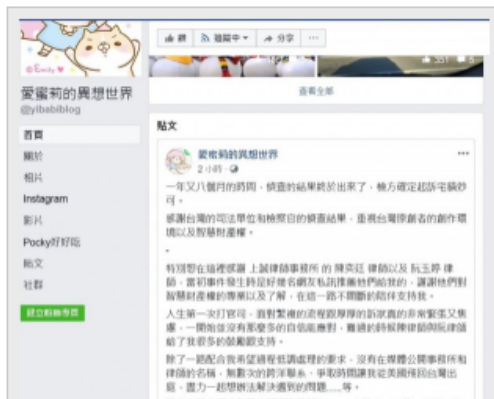 ©Emily
讚 追蹤中 分享 ...
351 5
查看全部
愛蜜莉的異想世界
@yibabiblog
首頁
關於
相片
Instagram
影片
Pocky好好吃
貼文
社群
建立粉絲專頁
貼文
愛蜜莉的異想世界
2小時
一年又八個月的時間，偵查的結果終於出來了，檢方確定起訴宅貓妙
可。
感謝台灣的司法單位和檢察官的偵查結果，重視台灣原創者的創作環
境以及智慧財產權。
-
特別想在這裡感謝 上誠律師事務所 的 陳奕廷 律師以及 阮玉婷 律
師，當初事件發生時是好幾名網友私訊推薦他們給我的，謝謝他們對
智慧財產權的專業以及了解，在這一路不間斷的陪伴支持我。
人生第一次打官司，面對繁複的流程跟厚厚的訴狀真的非常緊張又焦
慮，一開始並沒有那麼多的自信能應對，難過的時候陳律師與阮律師
給了我很多的鼓勵跟支持。
除了一路配合我希望過程低調處理的要求，沒有在媒體公開事務所和
律師的名稱，無數次的跨洋聯系、爭取時間讓我從美國飛回台灣出
庭，盡力一起想辦法解決遇到的問題......等。